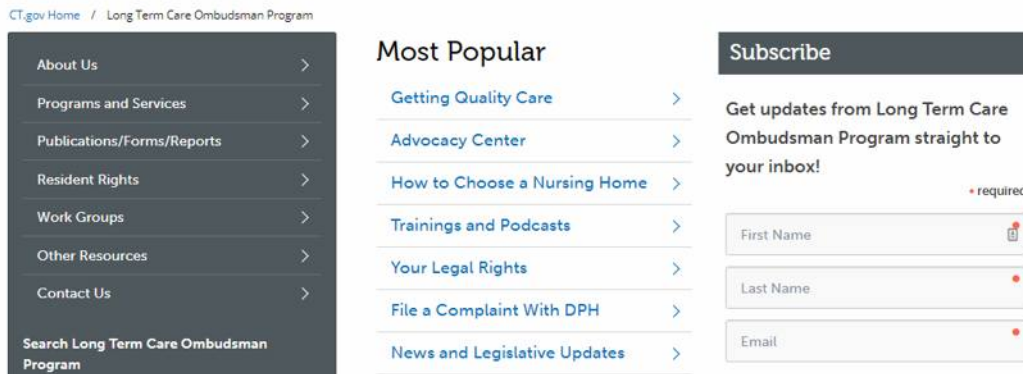 CT.gov Home / Long Term Care Ombudsman Program
About Us
Programs and Services
Publications/Forms/Reports
Resident Rights
Work Groups
Other Resources
Contact Us
Search Long Term Care Ombudsman
Program
Most Popular
Getting Quality Care
Advocacy Center
How to Choose a Nursing Home
Trainings and Podcasts
Your Legal Rights
File a Complaint With DPH
News and Legislative Updates
Subscribe
Get updates from Long Term Care
Ombudsman Program straight to
your inbox!
• required
First Name
Last Name
Email